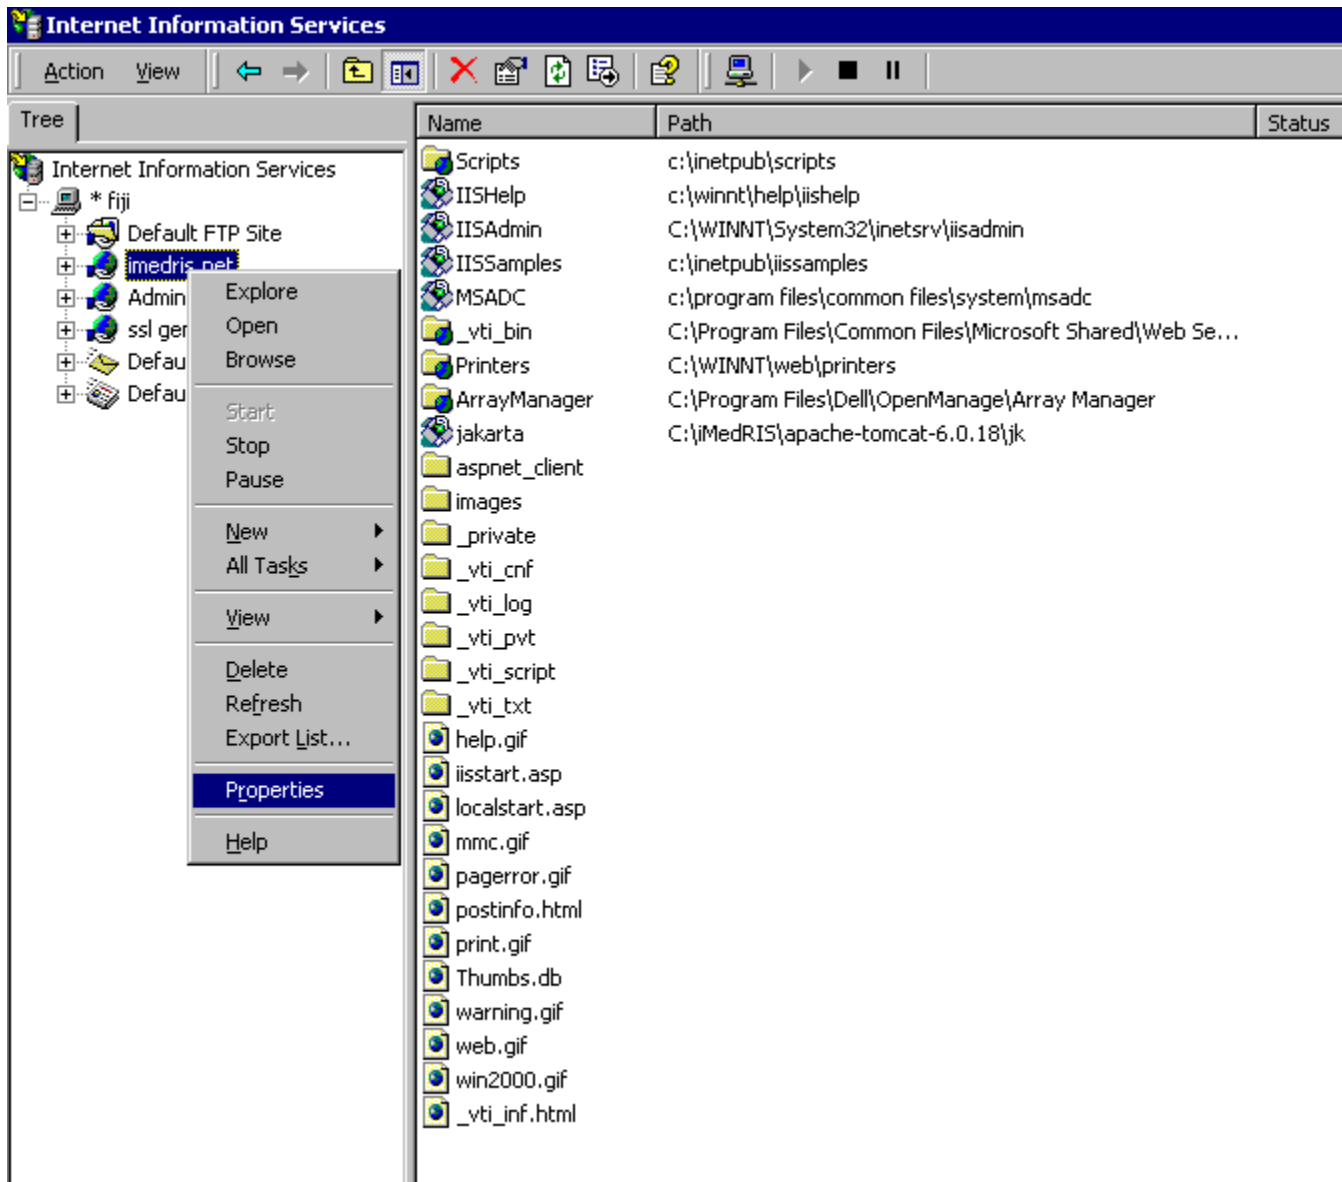 Internet Information Services
Action View
Tree
Name Path Status
Internet Information Services
* fiji
Default FTP Site
imedris.net
Admin
ssl ger
Defau
Defau
Explore
Open
Browse
Start
Stop
Pause
New
All Tasks
View
Delete
Refresh
Export List...
Properties
Help
Scripts c:\inetpub\scripts
IISHelp c:\winnt\help\iishelp
IISAdmin C:\WINNT\System32\inetsrv\iisadmin
IISSamples c:\inetpub\iissamples
MSADC c:\program files\common files\system\msadc
_vti_bin C:\Program Files\Common Files\Microsoft Shared\Web Se...
Printers C:\WINNT\web\printers
ArrayManager C:\Program Files\Dell\OpenManage\Array Manager
jakarta C:\iMedRIS\apache-tomcat-6.0.18\jk
aspnet_client
images
_private
_vti_cnf
_vti_log
_vti_pvt
_vti_script
_vti_txt
help.gif
iisstart.asp
localstart.asp
mmc.gif
pagerror.gif
postinfo.html
print.gif
Thumbs.db
warning.gif
web.gif
win2000.gif
_vti_inf.html